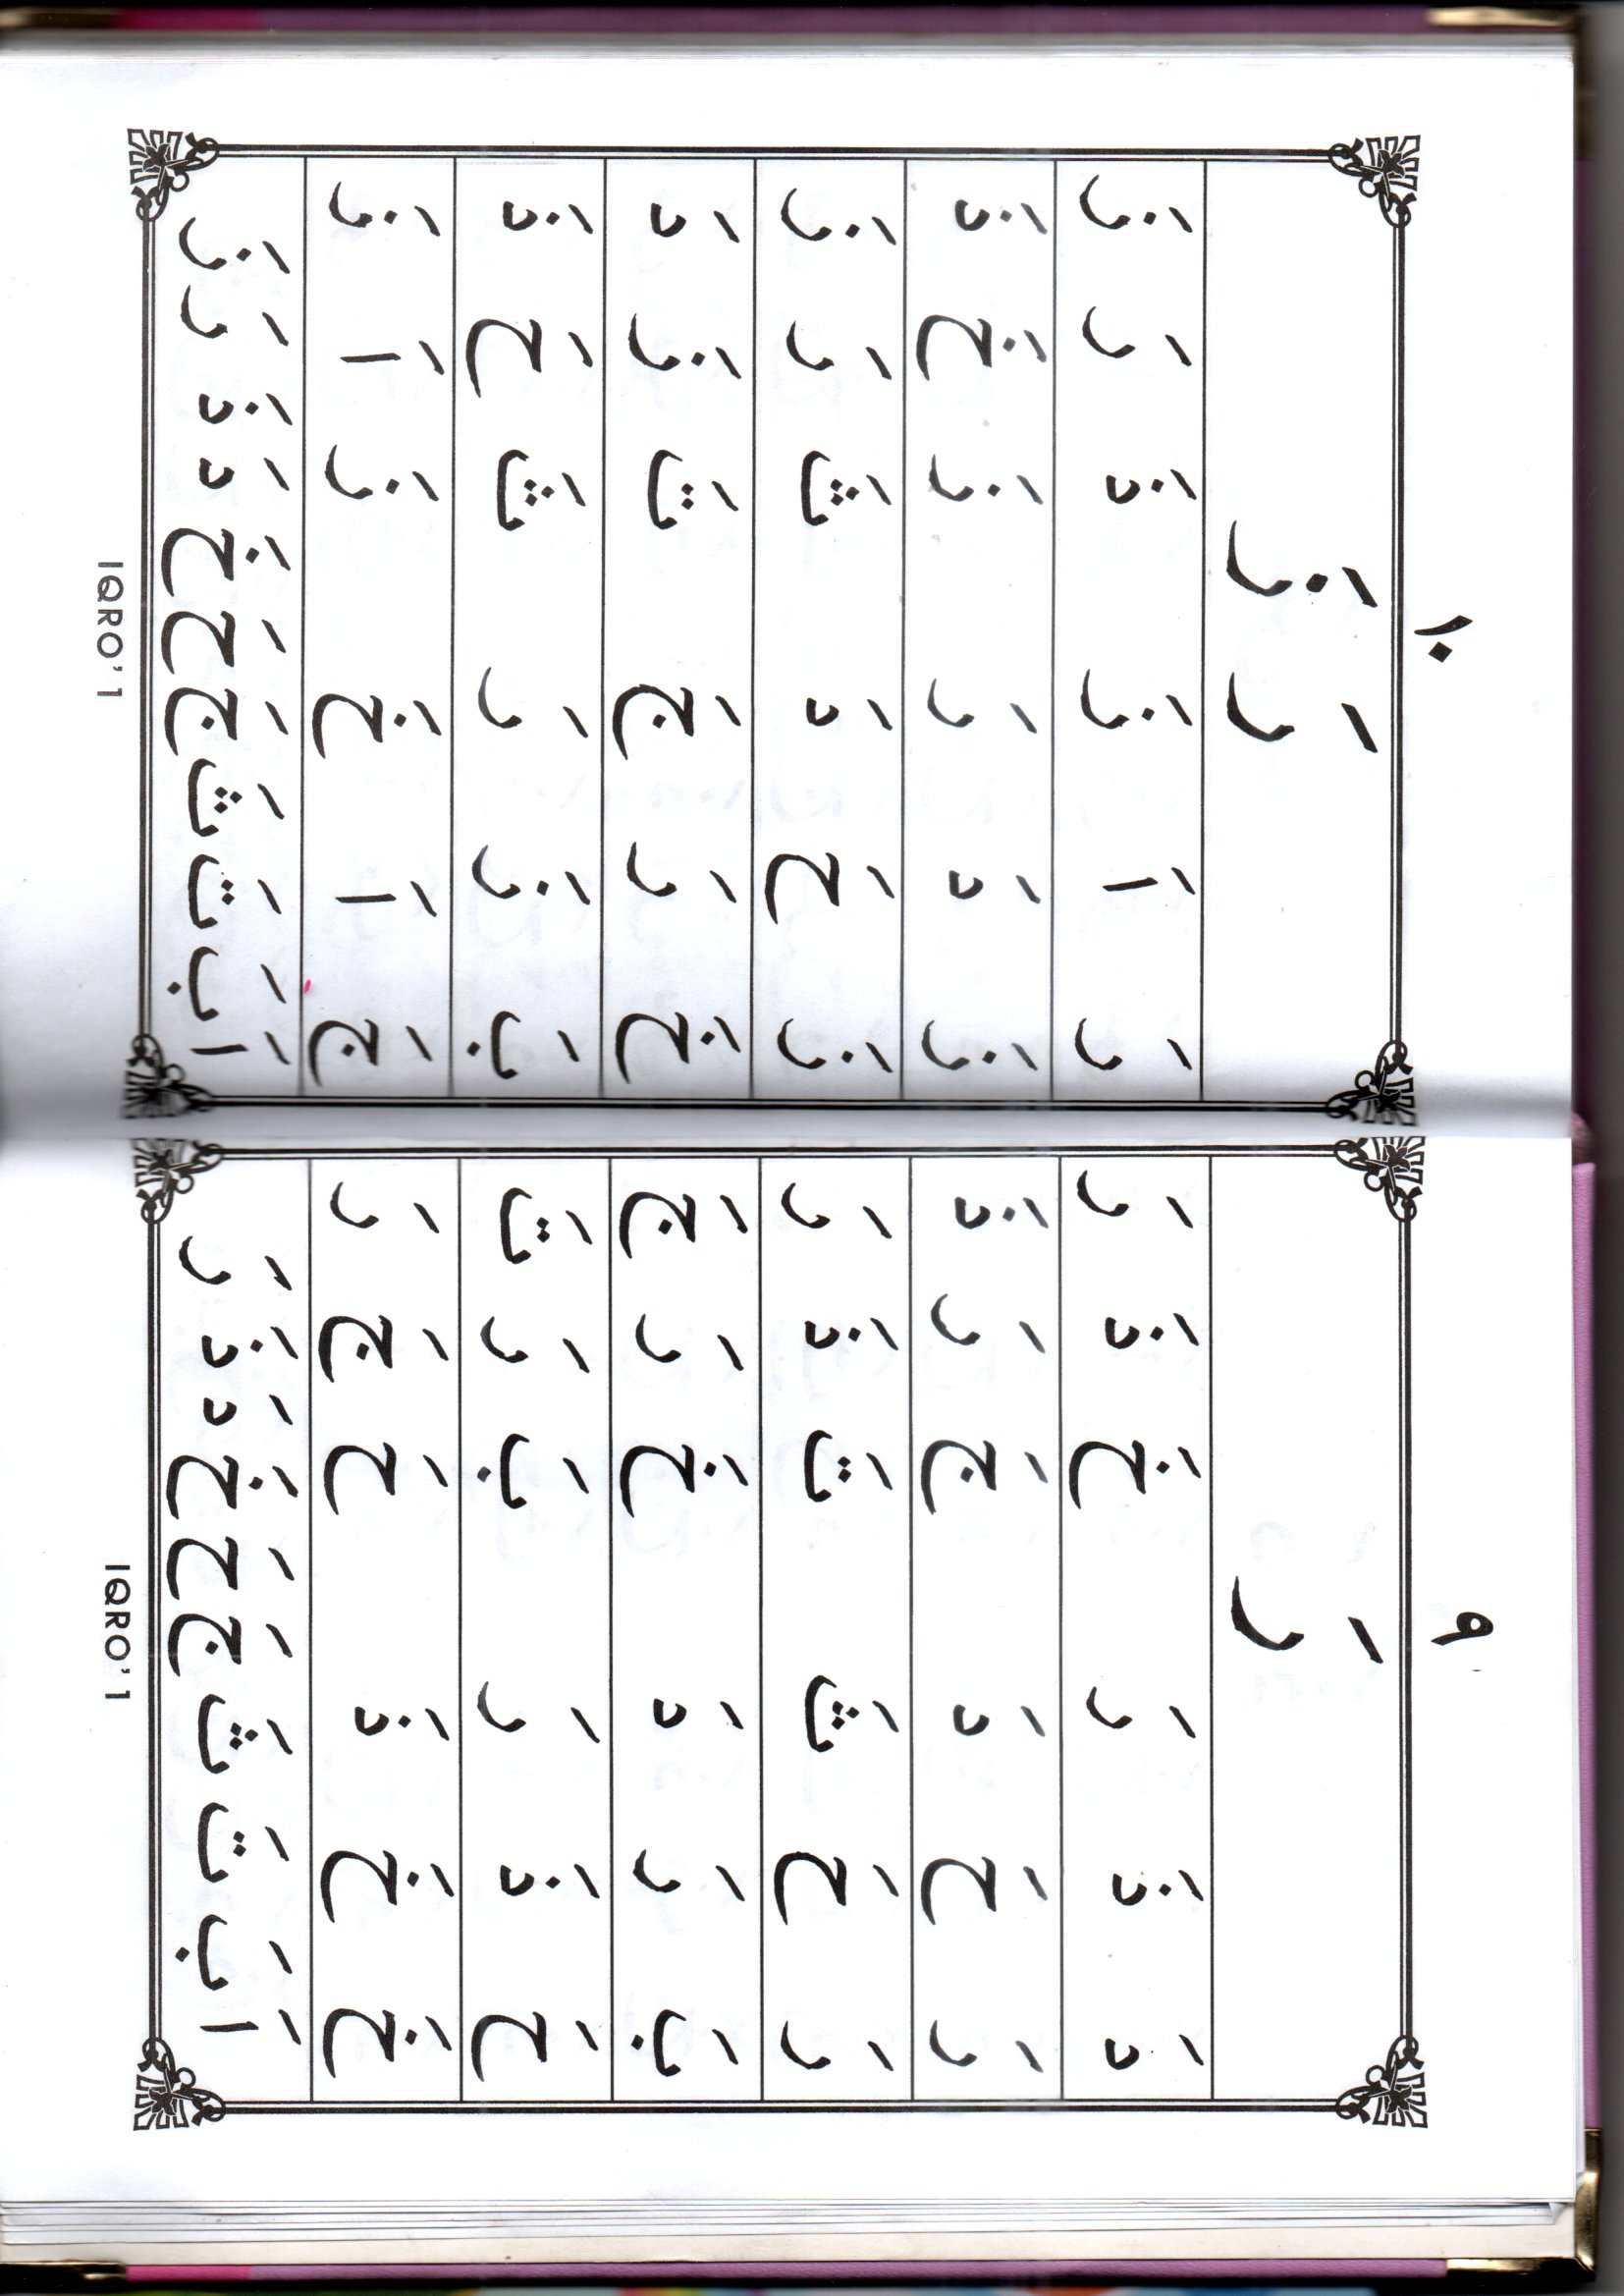 ٩
رَ
دَ ذَ رَ خَ ذَ رَ
رَ حَ دَ جَ رَ ذَ
رَ حَ ثَ تَ ذَ رَ
بَ رَ دَ خَ رَ جَ
حَ ذَ رَ بَ رَ تَ
خَ خَ ذَ حَ جَ رَ
اَ بَ تَ ثَ جَ حَ خَ دَ ذَ رَ
IQRO' 1
١٠
رَ زَ
رَ اَ زَ ذَ رَ زَ
زَ دَ رَ زَ خَ ذَ
زَ حَ دَ ثَ رَ زَ
خَ رَ جَ تَ زَ دَ
بَ زَ رَ ثَ حَ ذَ
جَ اَ خَ زَ اَ زَ
اَ بَ تَ ثَ جَ حَ خَ دَ ذَ رَ زَ
IQRO' 1